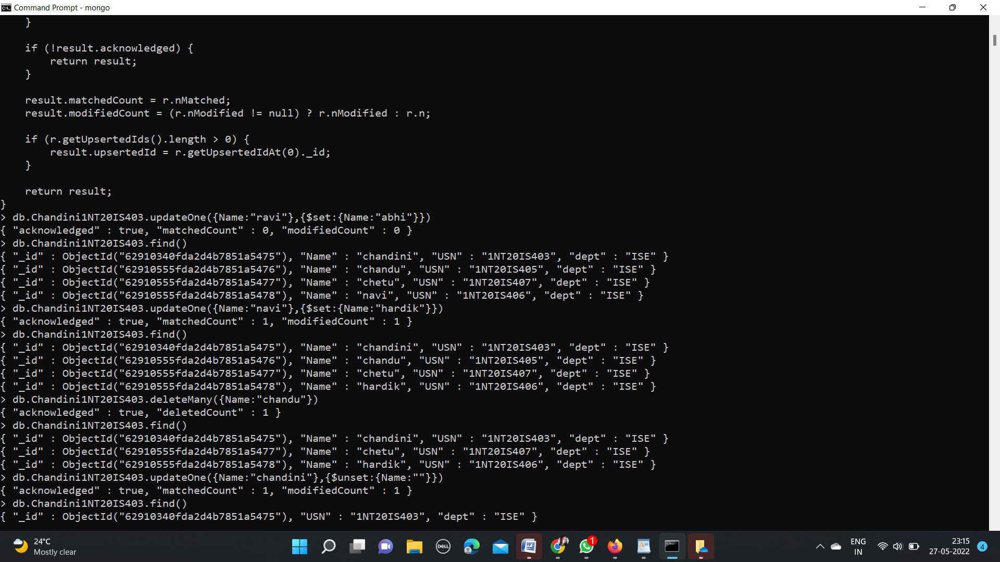 Command Prompt - mongo
    }

    if (!result.acknowledged) {
        return result;
    }

    result.matchedCount = r.nMatched;
    result.modifiedCount = (r.nModified != null) ? r.nModified : r.n;

    if (r.getUpsertedIds().length > 0) {
        result.upsertedId = r.getUpsertedIdAt(0)._id;
    }

    return result;
}
> db.Chandini1NT20IS403.updateOne({Name:"ravi"},{$set:{Name:"abhi"}})
{ "acknowledged" : true, "matchedCount" : 0, "modifiedCount" : 0 }
> db.Chandini1NT20IS403.find()
{ "_id" : ObjectId("62910340fda2d4b7851a5475"), "Name" : "chandini", "USN" : "1NT20IS403", "dept" : "ISE" }
{ "_id" : ObjectId("62910555fda2d4b7851a5476"), "Name" : "chandu", "USN" : "1NT20IS405", "dept" : "ISE" }
{ "_id" : ObjectId("62910555fda2d4b7851a5477"), "Name" : "chetu", "USN" : "1NT20IS407", "dept" : "ISE" }
{ "_id" : ObjectId("62910555fda2d4b7851a5478"), "Name" : "navi", "USN" : "1NT20IS406", "dept" : "ISE" }
> db.Chandini1NT20IS403.updateOne({Name:"navi"},{$set:{Name:"hardik"}})
{ "acknowledged" : true, "matchedCount" : 1, "modifiedCount" : 1 }
> db.Chandini1NT20IS403.find()
{ "_id" : ObjectId("62910340fda2d4b7851a5475"), "Name" : "chandini", "USN" : "1NT20IS403", "dept" : "ISE" }
{ "_id" : ObjectId("62910555fda2d4b7851a5476"), "Name" : "chandu", "USN" : "1NT20IS405", "dept" : "ISE" }
{ "_id" : ObjectId("62910555fda2d4b7851a5477"), "Name" : "chetu", "USN" : "1NT20IS407", "dept" : "ISE" }
{ "_id" : ObjectId("62910555fda2d4b7851a5478"), "Name" : "hardik", "USN" : "1NT20IS406", "dept" : "ISE" }
> db.Chandini1NT20IS403.deleteMany({Name:"chandu"})
{ "acknowledged" : true, "deletedCount" : 1 }
> db.Chandini1NT20IS403.find()
{ "_id" : ObjectId("62910340fda2d4b7851a5475"), "Name" : "chandini", "USN" : "1NT20IS403", "dept" : "ISE" }
{ "_id" : ObjectId("62910555fda2d4b7851a5477"), "Name" : "chetu", "USN" : "1NT20IS407", "dept" : "ISE" }
{ "_id" : ObjectId("62910555fda2d4b7851a5478"), "Name" : "hardik", "USN" : "1NT20IS406", "dept" : "ISE" }
> db.Chandini1NT20IS403.updateOne({Name:"chandini"},{$unset:{Name:""}})
{ "acknowledged" : true, "matchedCount" : 1, "modifiedCount" : 1 }
> db.Chandini1NT20IS403.find()
{ "_id" : ObjectId("62910340fda2d4b7851a5475"), "USN" : "1NT20IS403", "dept" : "ISE" }
24°C
Mostly clear
DELL
W
1
ENG
IN
23:15
27-05-2022
4